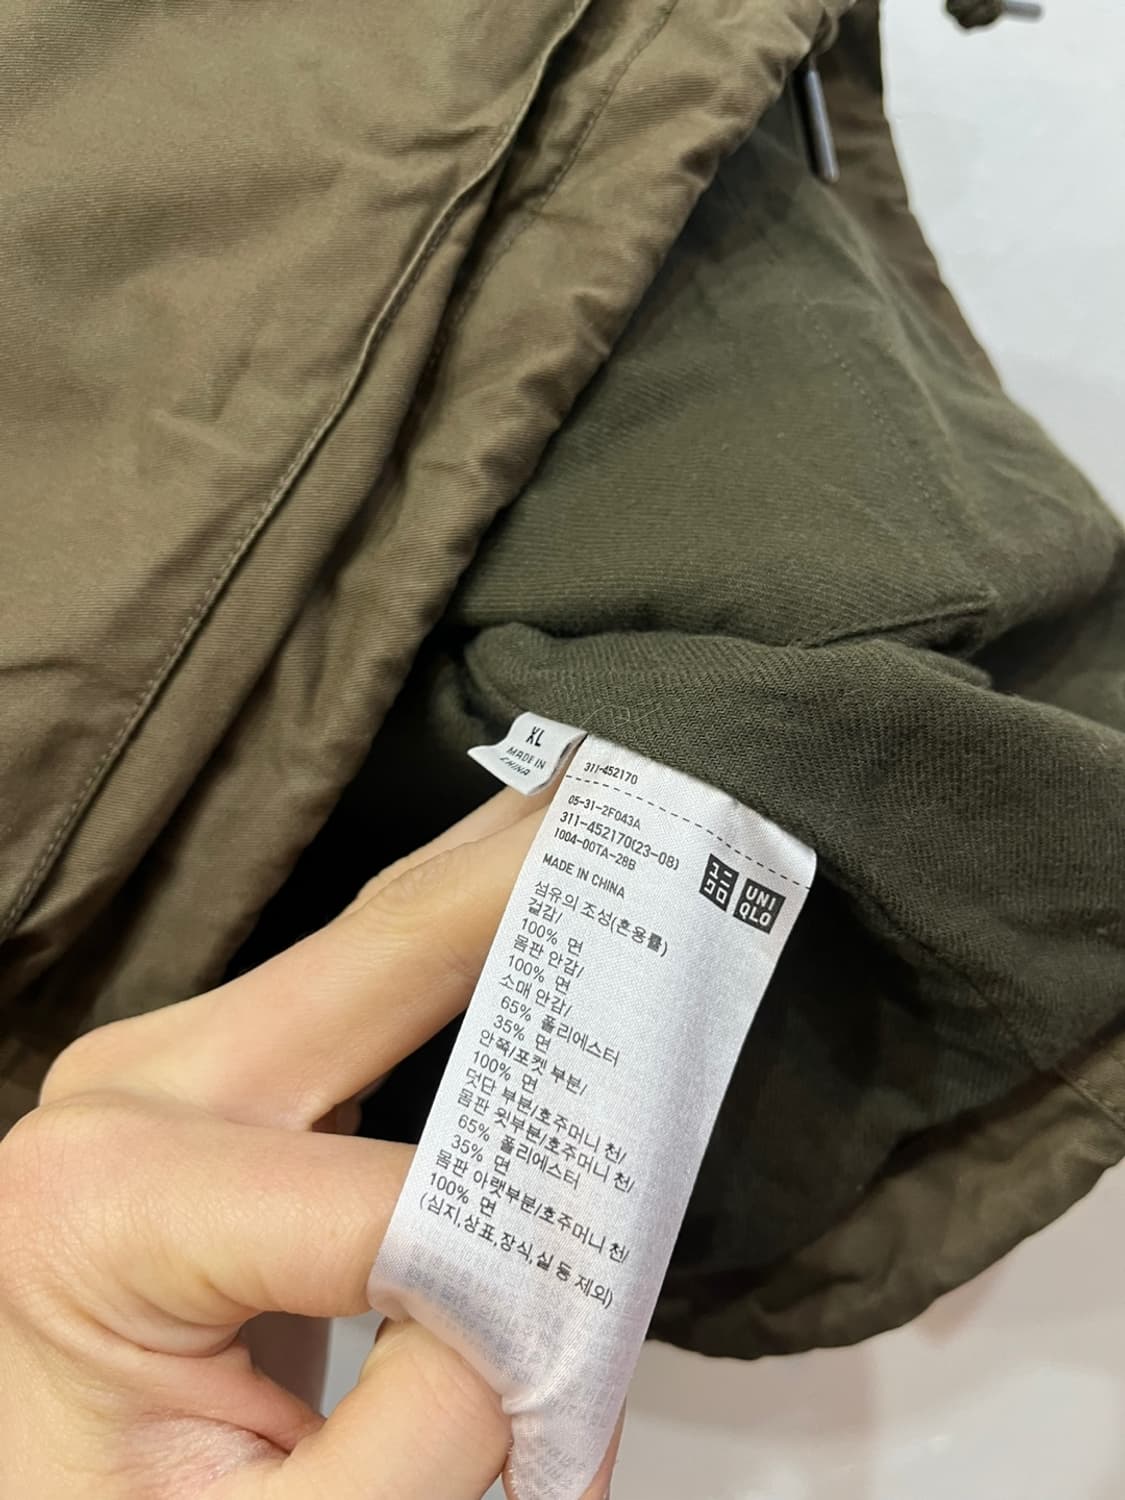 XL
MADE IN
CHINA
311-452170
05-31-2F043A
311-452170(23-08)
1004-00TA-28B
MADE IN CHINA
ユニ
クロ
UNI
QLO
섬유의 조성(혼용률)
겉감/
100% 면
몸판 안감/
100% 면
소매 안감/
65% 폴리에스터
35% 면
안쪽/포켓 부분/
100% 면
덧단 부분/호주머니 천/
몸판 윗부분/호주머니 천/
65% 폴리에스터
35% 면
몸판 아랫부분/호주머니 천/
100% 면
(심지,상표,장식,실 등 제외)